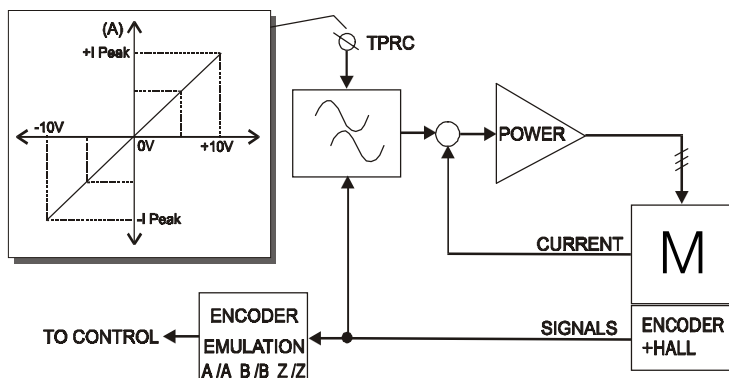 (A)
+I Peak
-10V
0V
+10V
-I Peak
TPRC
POWER
CURRENT
M
SIGNALS
ENCODER
+HALL
ENCODER
EMULATION
A /A B /B Z /Z
TO CONTROL